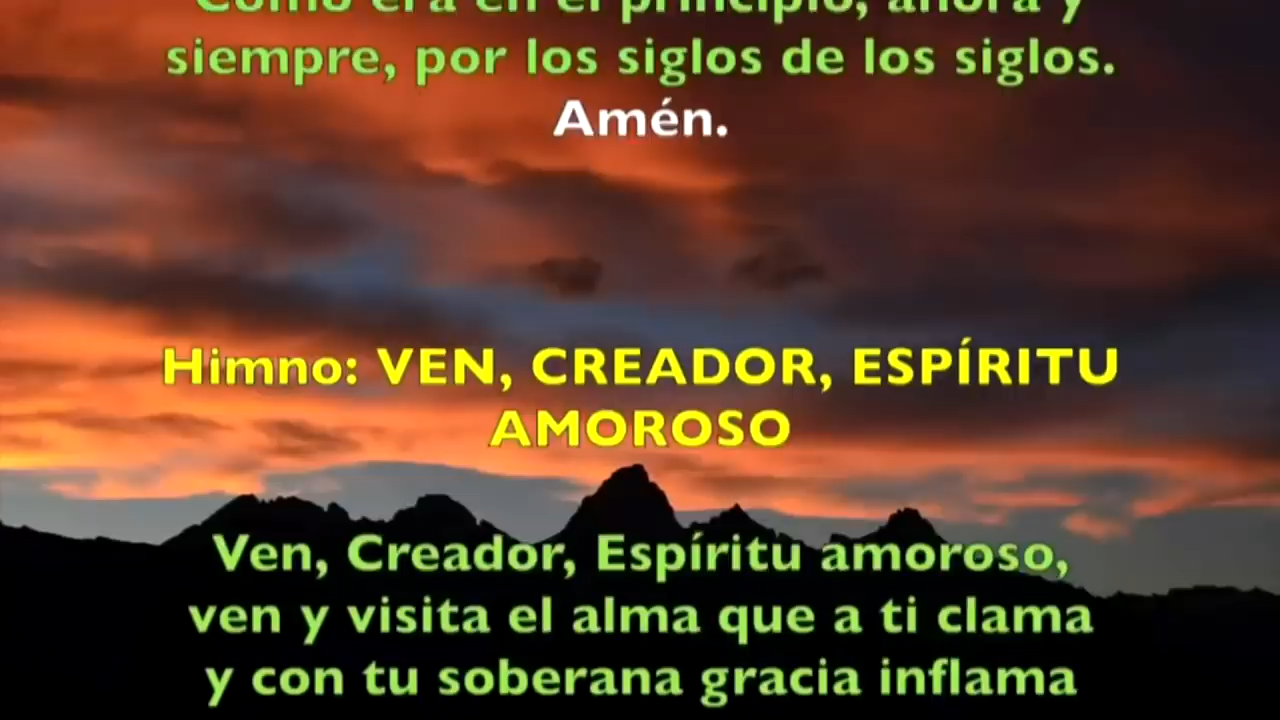 Como era en el principio, ahora y
siempre, por los siglos de los siglos.
Amén.
Himno: VEN, CREADOR, ESPÍRITU
AMOROSO
Ven, Creador, Espíritu amoroso,
ven y visita el alma que a ti clama
y con tu soberana gracia inflama